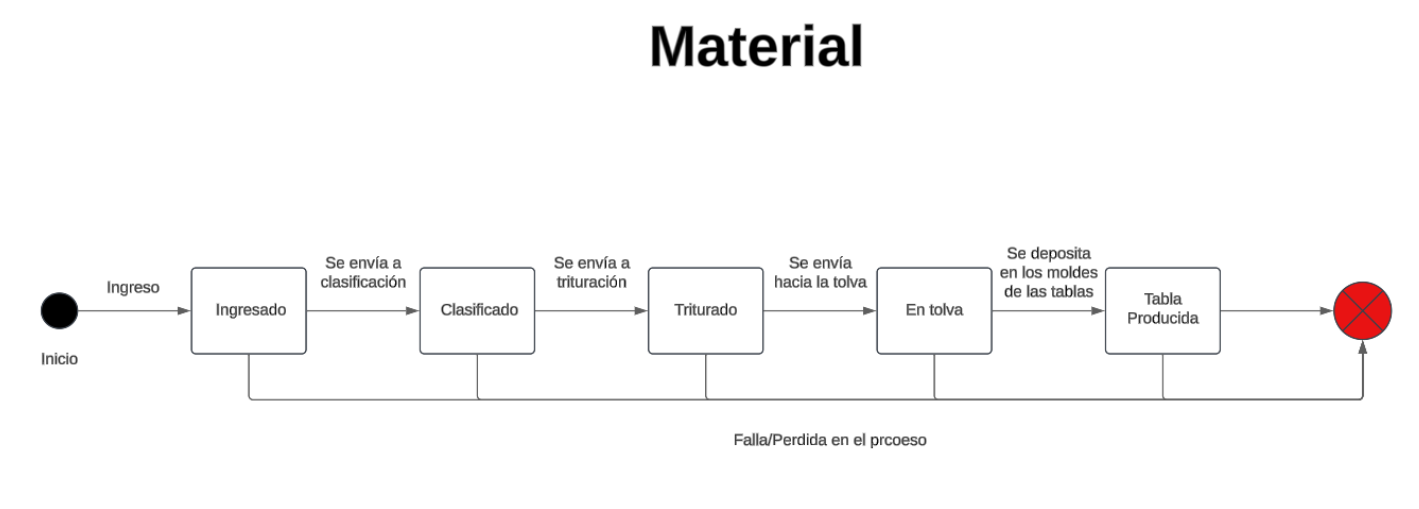 Material
Ingreso
Inicio
Ingresado
Se envía a
clasificación
Clasificado
Se envía a
trituración
Triturado
Se envía
hacia la tolva
En tolva
Se deposita
en los moldes
de las tablas
Tabla
Producida
Falla/Perdida en el prcoeso